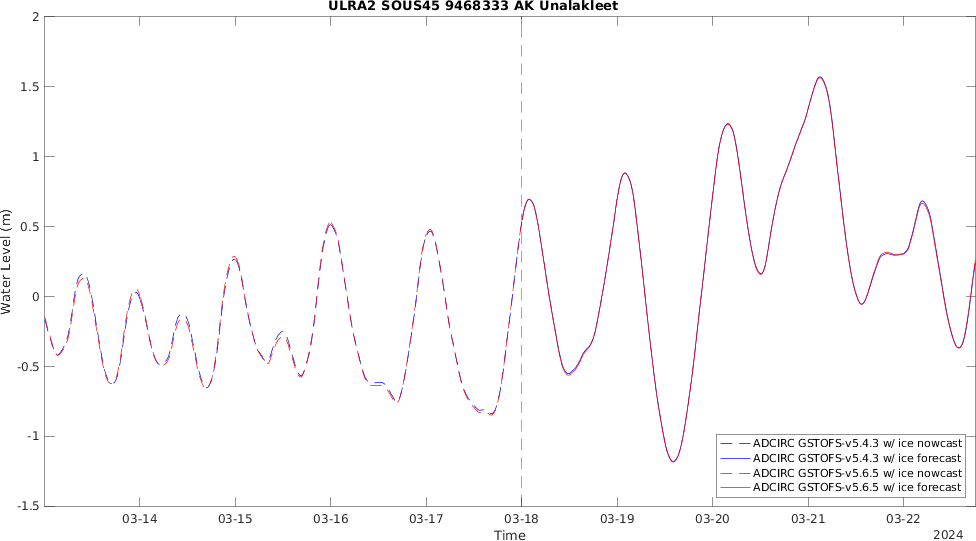 ULRA2 SOUS45 9468333 AK Unalakleet
2
1.5
1
0.5
0
-0.5
-1
-1.5
Water Level (m)
03-14 03-15 03-16 03-17 03-18 03-19 03-20 03-21 03-22
Time
2024
ADCIRC GSTOFS-v5.4.3 w/ ice nowcast
ADCIRC GSTOFS-v5.4.3 w/ ice forecast
ADCIRC GSTOFS-v5.6.5 w/ ice nowcast
ADCIRC GSTOFS-v5.6.5 w/ ice forecast